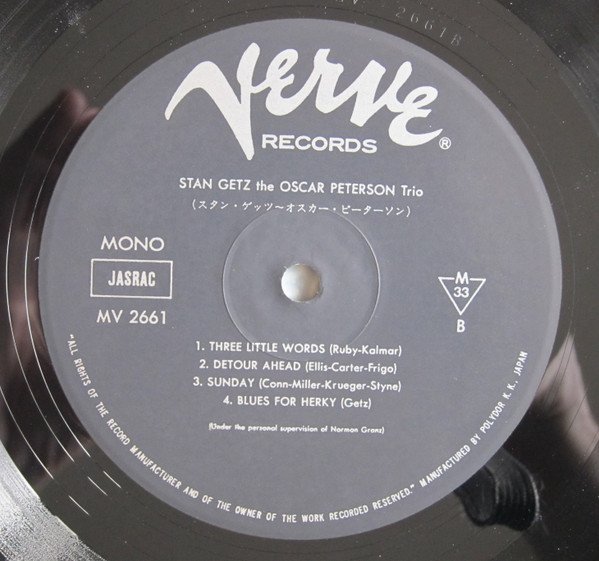 2661B
Verve
RECORDS ®
STAN GETZ the OSCAR PETERSON Trio
(スタン・ゲッツ〜オスカー・ピーターソン)
MONO
JASRAC
MV 2661
M
33
B
1. THREE LITTLE WORDS (Ruby-Kalmar)
2. DETOUR AHEAD (Ellis-Carter-Frigo)
3. SUNDAY (Conn-Miller-Krueger-Styne)
4. BLUES FOR HERKY (Getz)
(Under the personal supervision of Norman Granz)
"ALL RIGHTS OF THE RECORD MANUFACTURER AND OF THE OWNER OF THE WORK RECORDED RESERVED." MANUFACTURED BY POLYDOR K. K., JAPAN